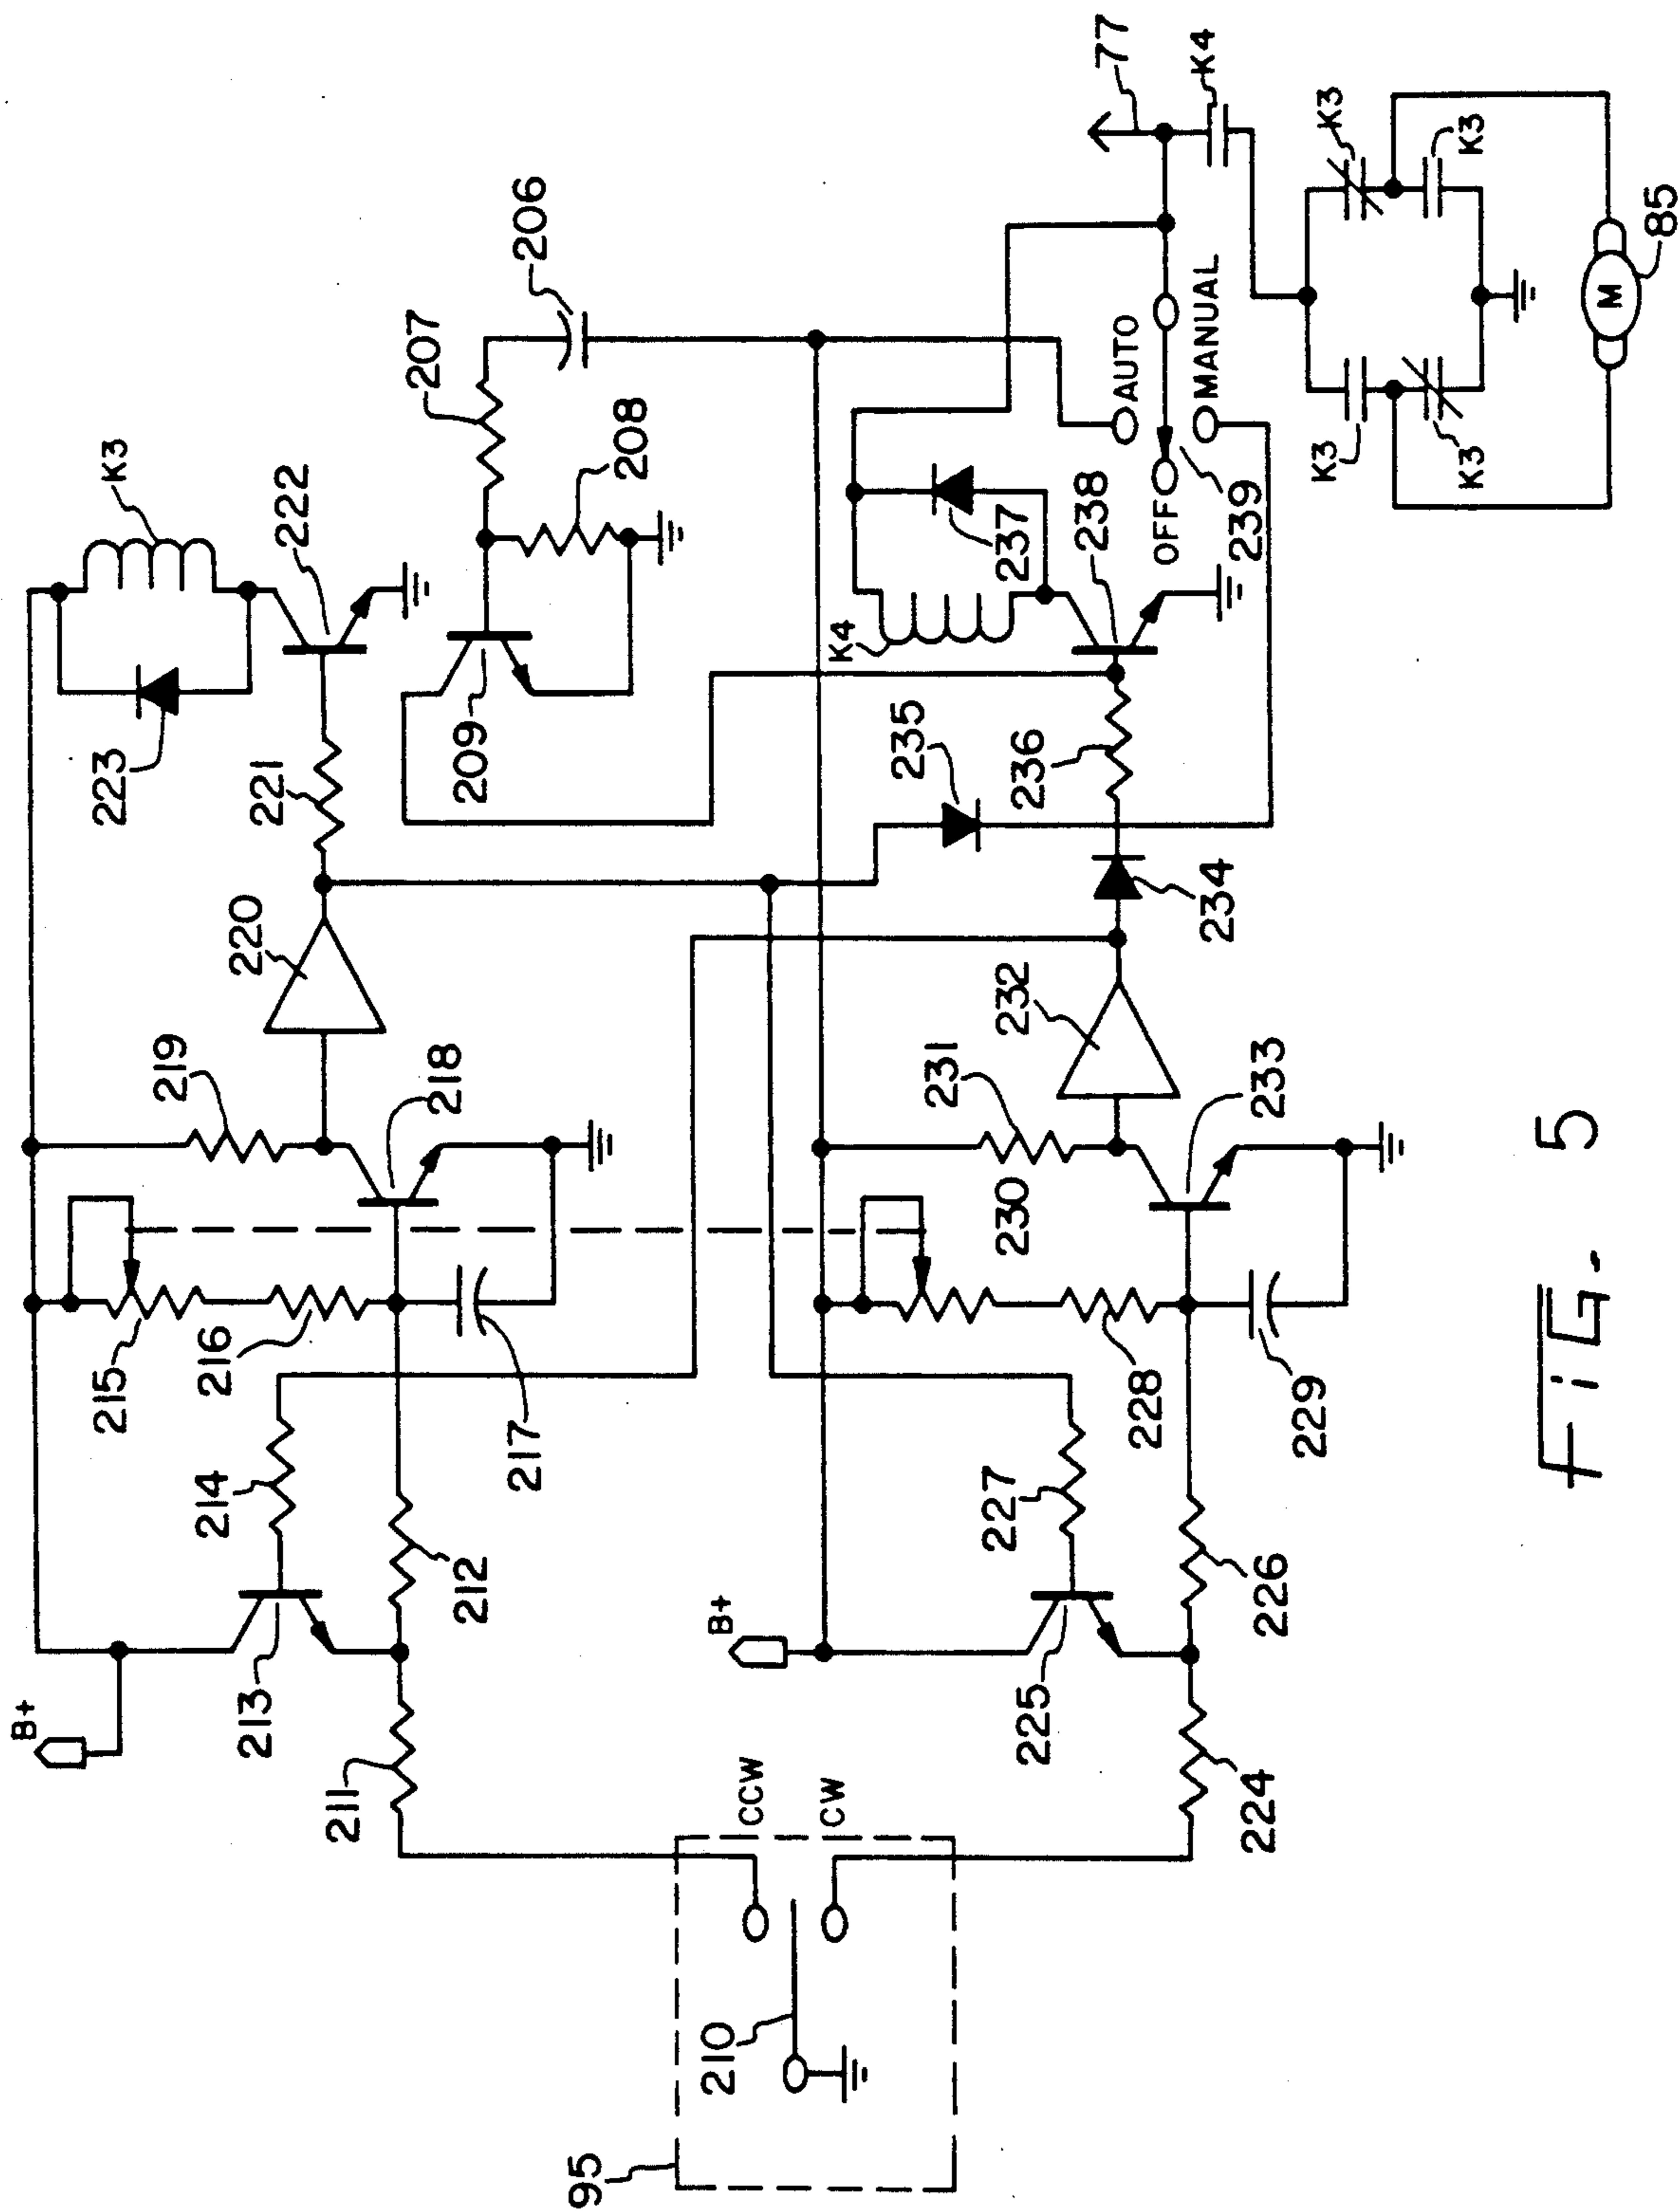 B+
213
214
215
216
219
220
221
223
K3
222
211
212
217
218
209
207
208
206
95
210
CCW
CW
B+
225
227
228
230
231
232
235
236
K4
237
238
AUTO
OFF
MANUAL
239
77
K4
224
226
229
233
234
K3
K3
K3
K3
M
85
FiG. 5